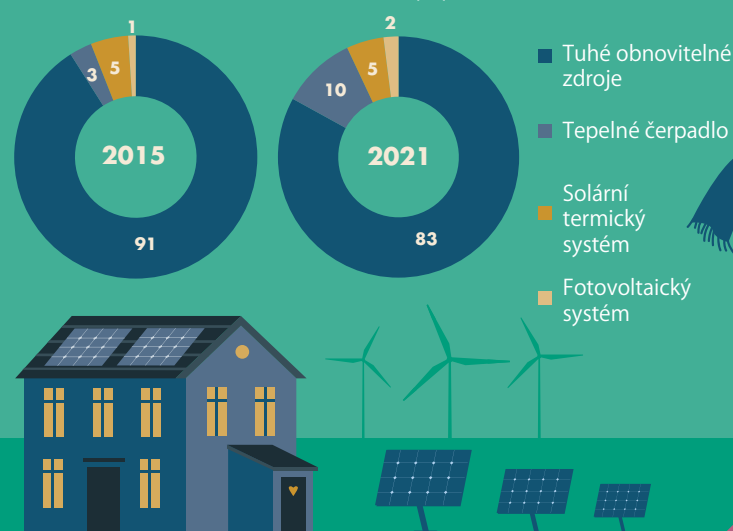 1
3
5
2015
91
2
10
5
2021
83
Tuhé obnovitelné
zdroje
Tepelné čerpadlo
Solární
termický
systém
Fotovoltaický
systém